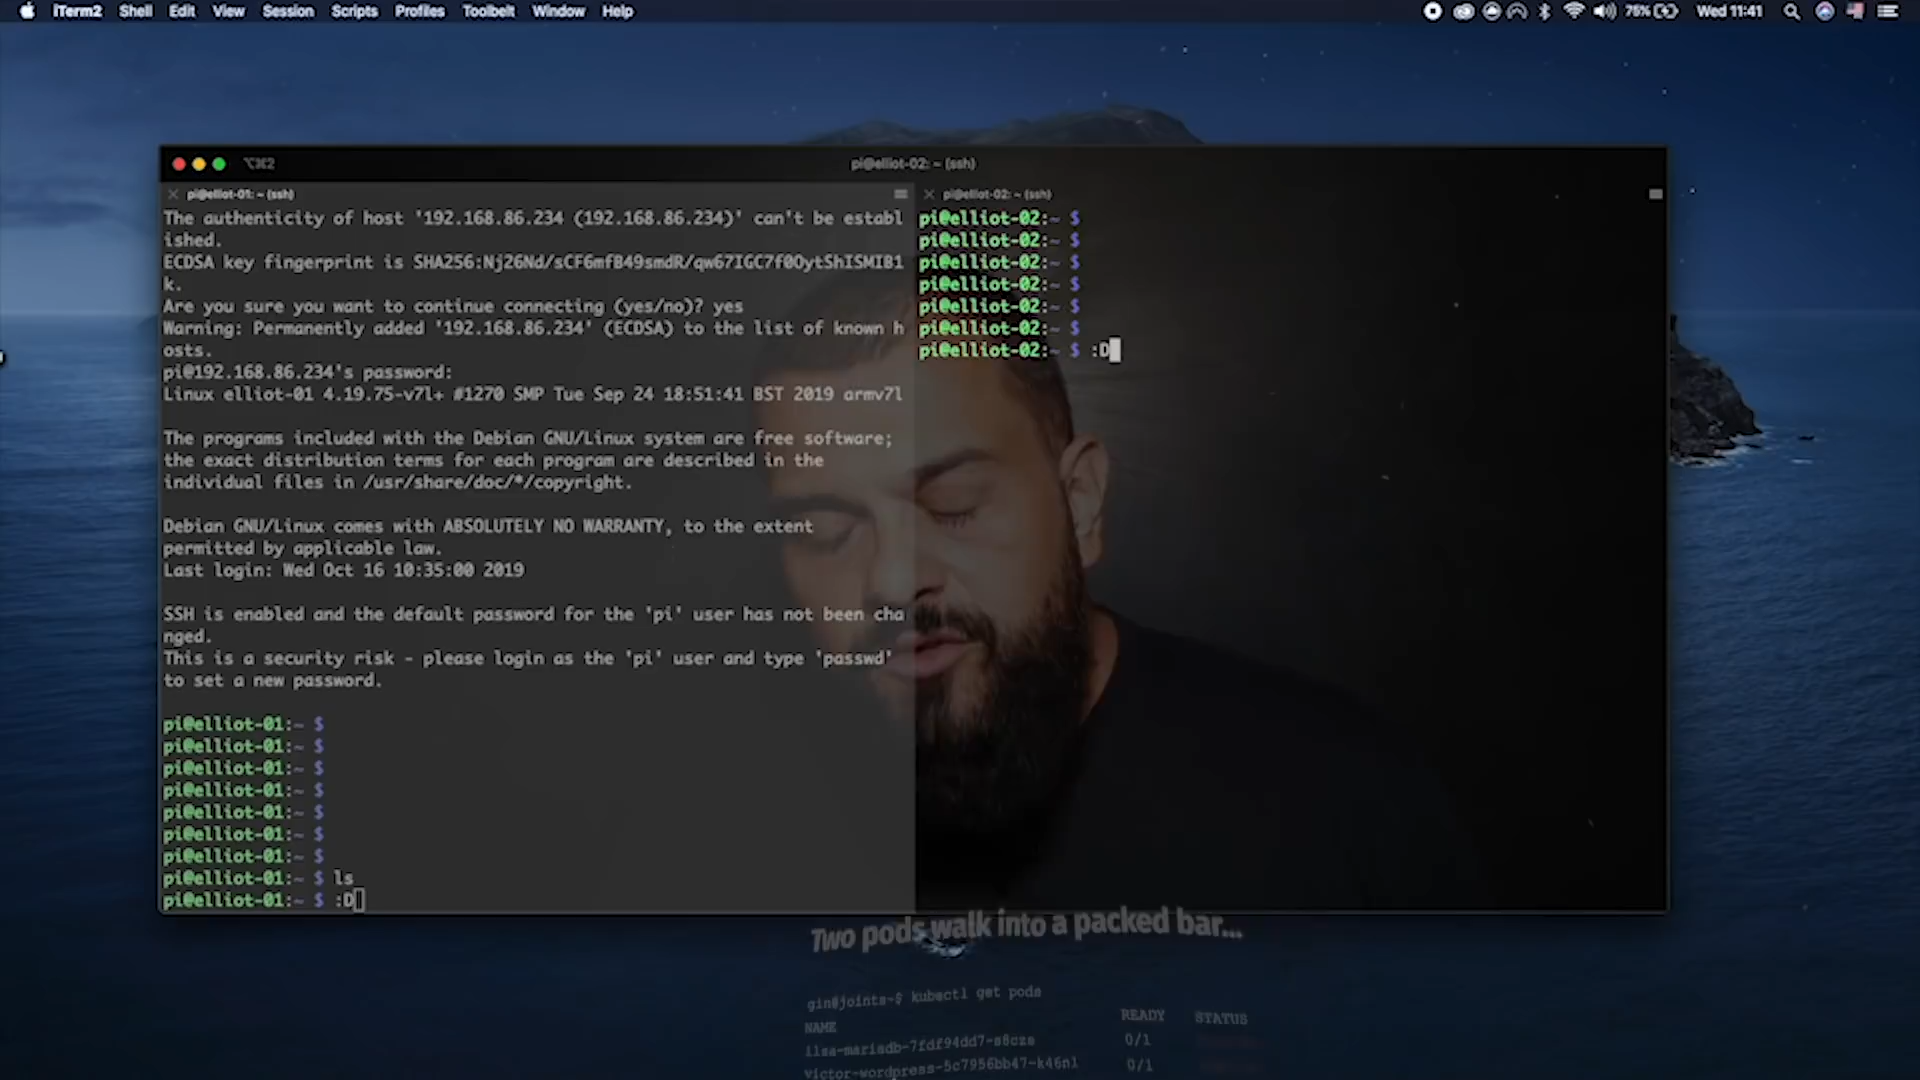 iTerm2 Shell Edit View Session Scripts Profiles Toolbelt Window Help 75% Wed 11:41
⌥⌘2 pi@elliot-02: ~ (ssh)
pi@elliot-01: ~ (ssh)
The authenticity of host '192.168.86.234 (192.168.86.234)' can't be establ
ished.
ECDSA key fingerprint is SHA256:Nj26Nd/sCF6mfB49smdR/qw67IGC7f0OytShISMIB1
k.
Are you sure you want to continue connecting (yes/no)? yes
Warning: Permanently added '192.168.86.234' (ECDSA) to the list of known h
osts.
pi@192.168.86.234's password:
Linux elliot-01 4.19.75-v7l+ #1270 SMP Tue Sep 24 18:51:41 BST 2019 armv7l
The programs included with the Debian GNU/Linux system are free software;
the exact distribution terms for each program are described in the
individual files in /usr/share/doc/*/copyright.
Debian GNU/Linux comes with ABSOLUTELY NO WARRANTY, to the extent
permitted by applicable law.
Last login: Wed Oct 16 10:35:00 2019
SSH is enabled and the default password for the 'pi' user has not been cha
nged.
This is a security risk - please login as the 'pi' user and type 'passwd'
to set a new password.
pi@elliot-01:~ $
pi@elliot-01:~ $
pi@elliot-01:~ $
pi@elliot-01:~ $
pi@elliot-01:~ $
pi@elliot-01:~ $
pi@elliot-01:~ $
pi@elliot-01:~ $ ls
pi@elliot-01:~ $ :D
pi@elliot-02: ~ (ssh)
pi@elliot-02:~ $
pi@elliot-02:~ $
pi@elliot-02:~ $
pi@elliot-02:~ $
pi@elliot-02:~ $
pi@elliot-02:~ $
pi@elliot-02:~ $ :D
Two pods walk into a packed bar...
gin@joints~$ kubectl get pods
NAME READY STATUS
ilsa-mariadb-7fdf94dd7-s8czs 0/1
victor-wordpress-5c7956bb47-k46nl 0/1